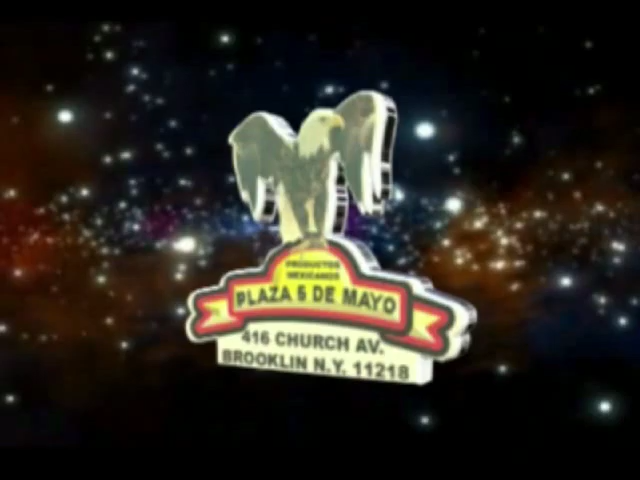 PRODUCTOS
MEXICANOS
PLAZA 5 DE MAYO
416 CHURCH AV.
BROOKLIN N.Y. 11218